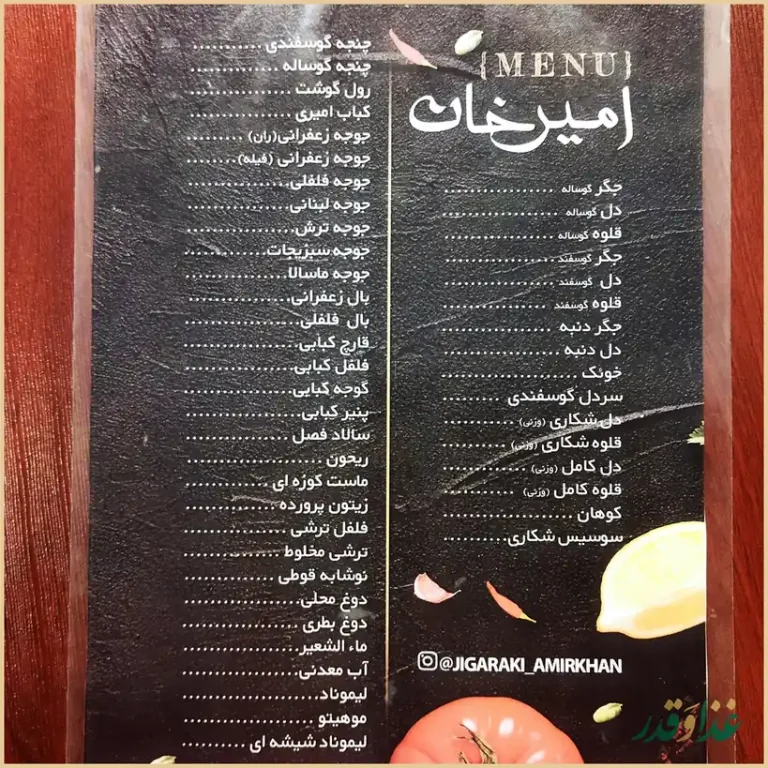 {MENU}
امیرخان
جگر گوساله
دل گوساله
قلوه گوساله
جگر گوسفند
دل گوسفند
قلوه گوسفند
جگر دنبه
دل دنبه
خوئک
سردل گوسفندی
دل شکاری (وزنی)
قلوه شکاری (وزنی)
دل کامل (وزنی)
قلوه کامل (وزنی)
کوهان
سوسیس شکاری
@JIGARAKI_AMIRKHAN
چنجه گوسفندی
چنجه گوساله
رول گوشت
کباب امیری
جوجه زعفرانی(ران)
جوجه زعفرانی (فیله)
جوجه فلفلی
جوجه لبنانی
جوجه ترش
جوجه سبزیجات
جوجه ماسالا
بال زعفرانی
بال فلفلی
قارچ کبابی
فلفل کبابی
گوجه کبابی
پنیر کبابی
سالاد فصل
ریحون
ماست کوزه ای
زیتون پرورده
فلفل ترشی
ترشی مخلوط
نوشابه قوطی
دوغ محلی
دوغ بطری
ماء الشعیر
آب معدنی
لیموناد
موهیتو
لیموناد شیشه ای
غذا و قدر